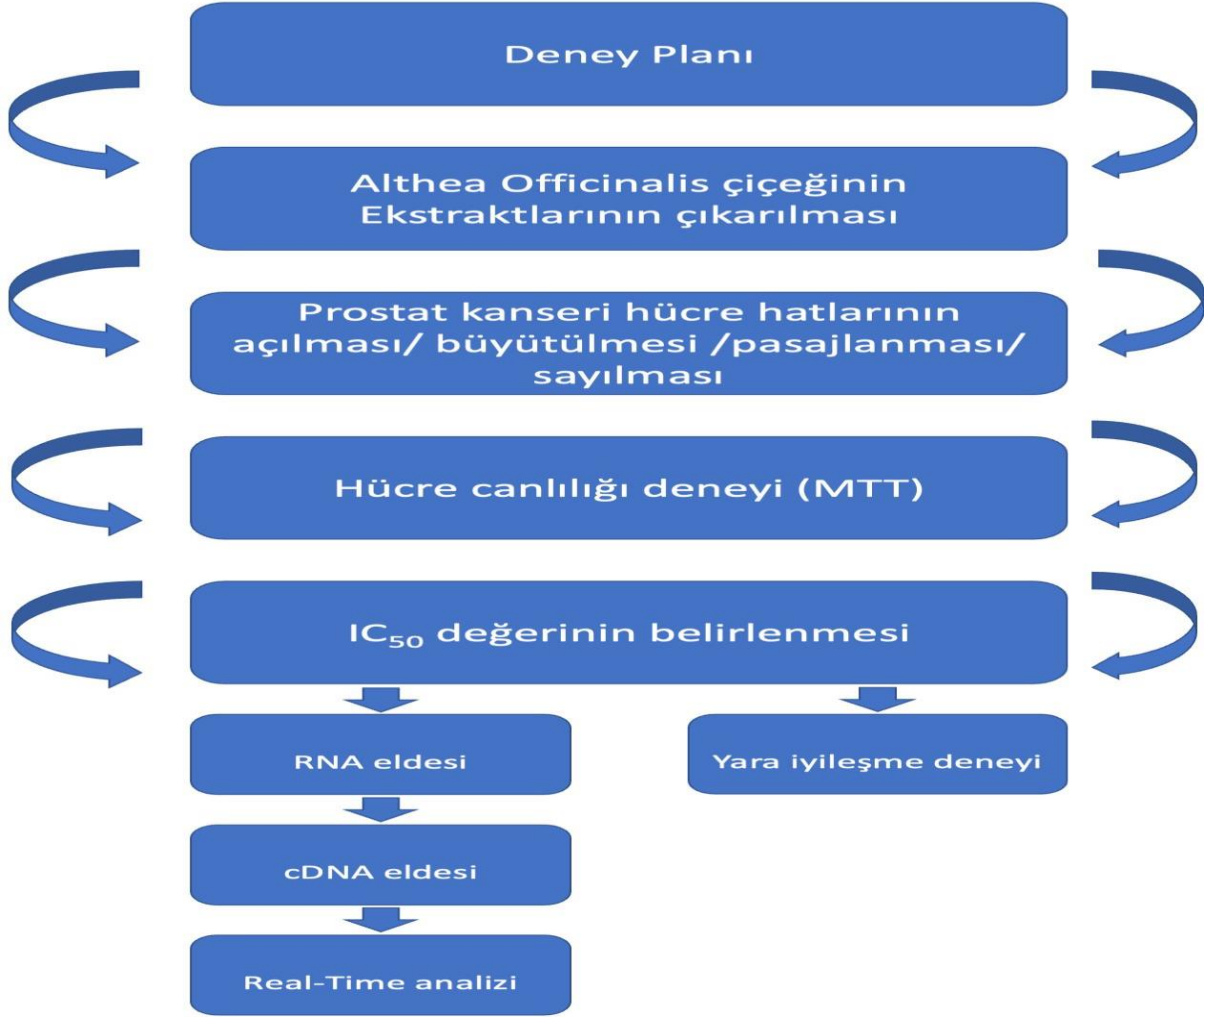 Deney Planı
Althea Officinalis çiçeğinin
Ekstraktlarının çıkarılması
Prostat kanseri hücre hatlarının
açılması/ büyütülmesi /pasajlanması/
sayılması
Hücre canlılığı deneyi (MTT)
IC₅₀ değerinin belirlenmesi
RNA eldesi
Yara iyileşme deneyi
cDNA eldesi
Real-Time analizi